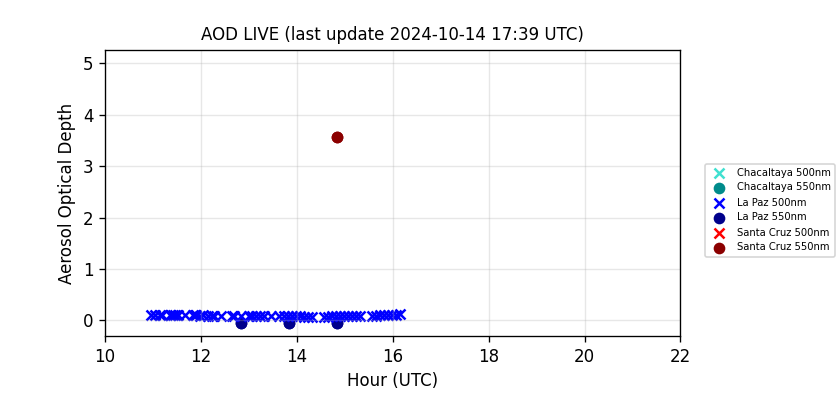 AOD LIVE (last update 2024-10-14 17:39 UTC)
Aerosol Optical Depth
5
4
3
2
1
0
10 12 14 16 18 20 22
Hour (UTC)
Chacaltaya 500nm
Chacaltaya 550nm
La Paz 500nm
La Paz 550nm
Santa Cruz 500nm
Santa Cruz 550nm